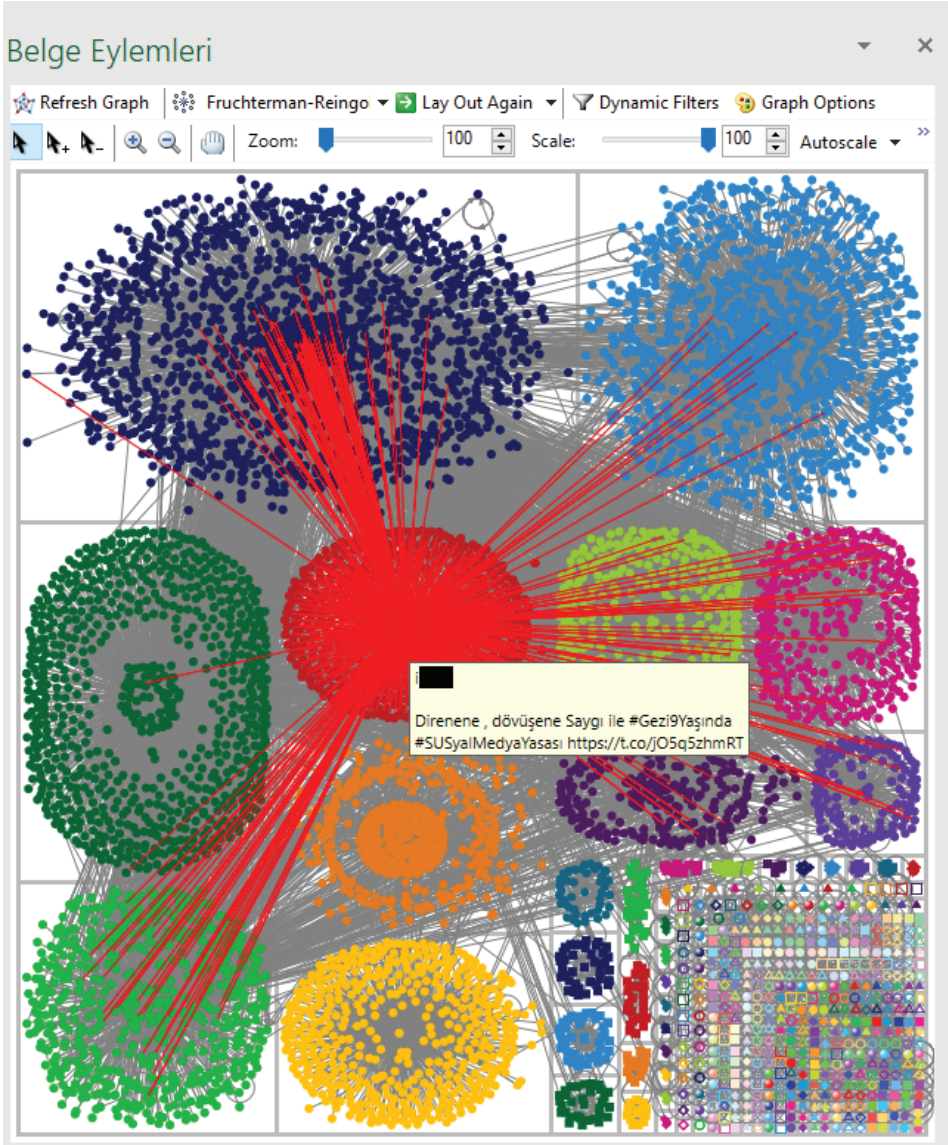 Belge Eylemleri
Refresh Graph Fruchterman-Reingo Lay Out Again Dynamic Filters Graph Options
Zoom: 100 Scale: 100 Autoscale
i
Direnene , dövüşene Saygı ile #Gezi9Yaşında
#SUSyalMedyaYasası https://t.co/jO5q5zhmRT